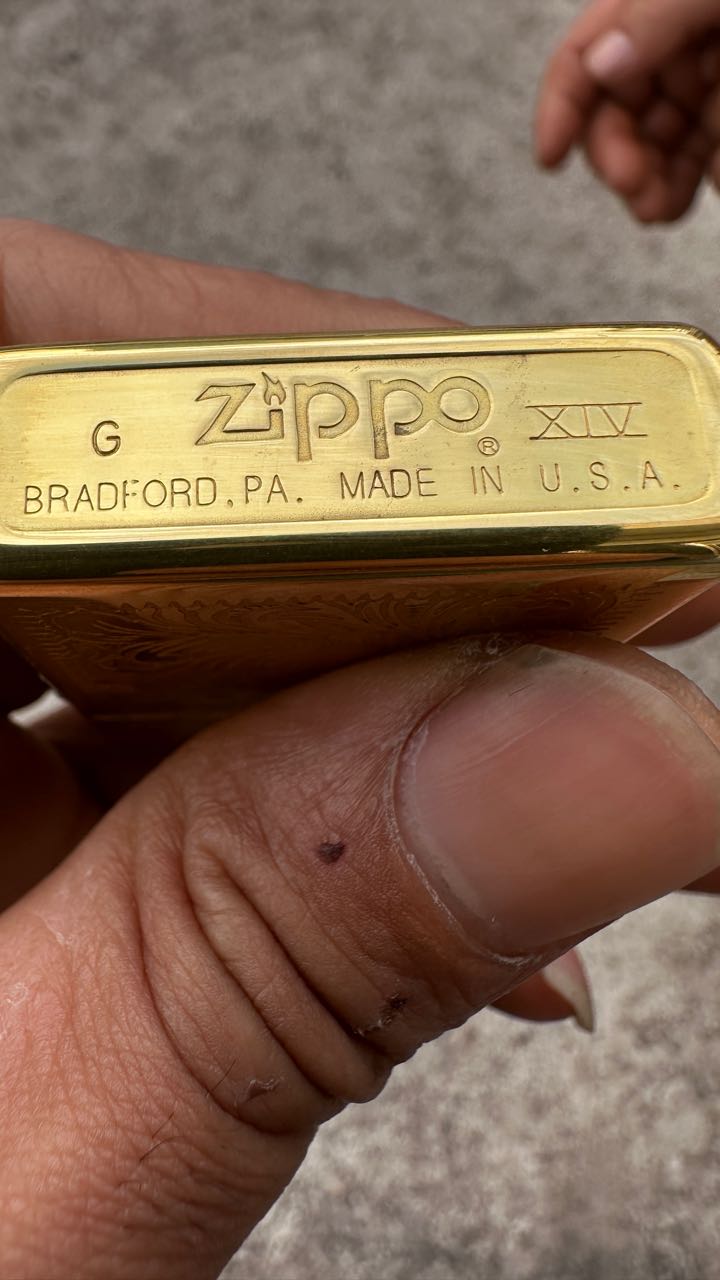 G Zippo® XIV
BRADFORD, PA. MADE IN U.S.A.